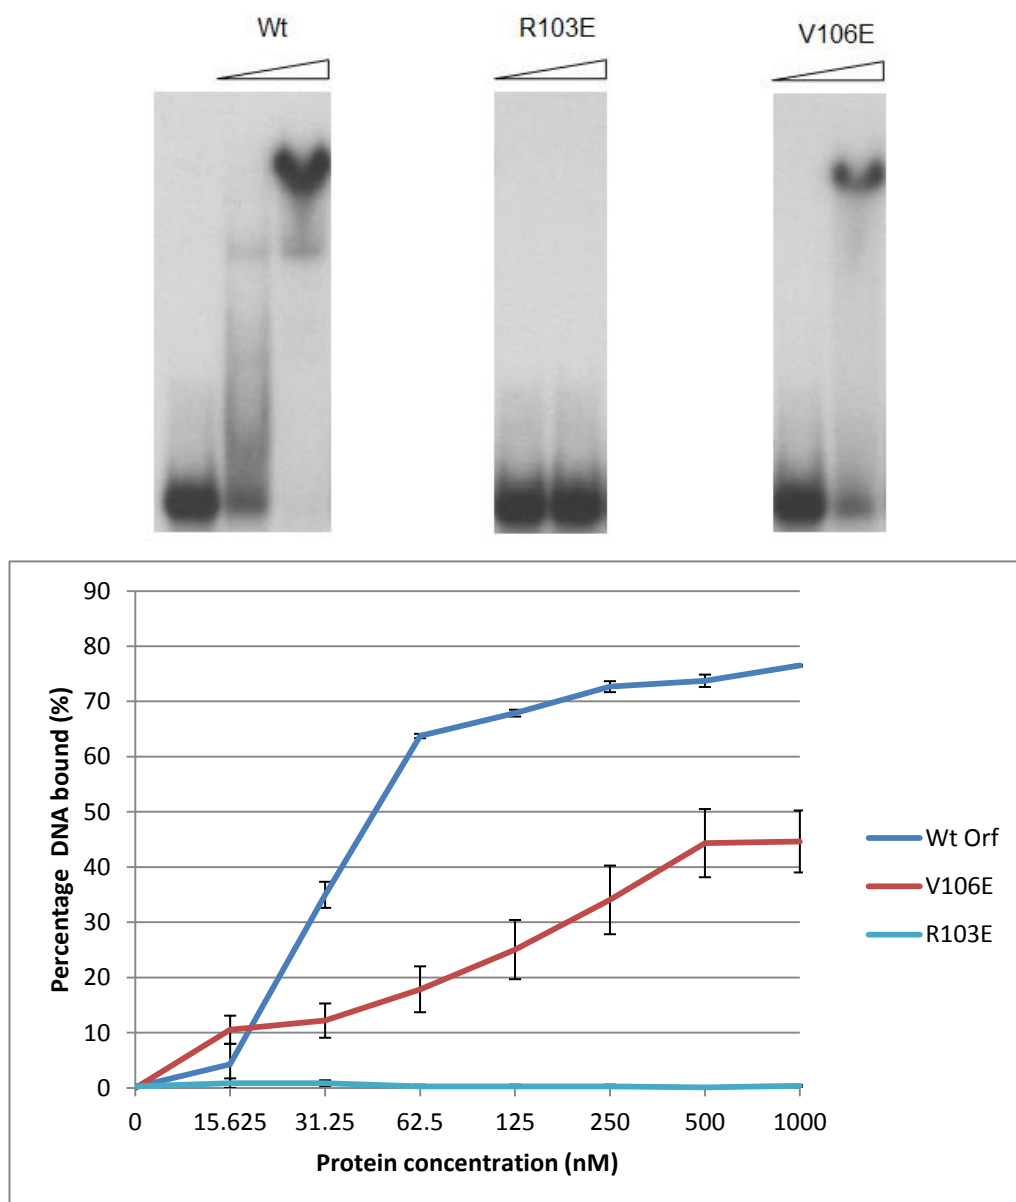 Wt R103E V106E
90
80
70
60
50
40
30
20
10
0
Percentage DNA bound (%)
0 15.625 31.25 62.5 125 250 500 1000
Protein concentration (nM)
Wt Orf
V106E
R103E